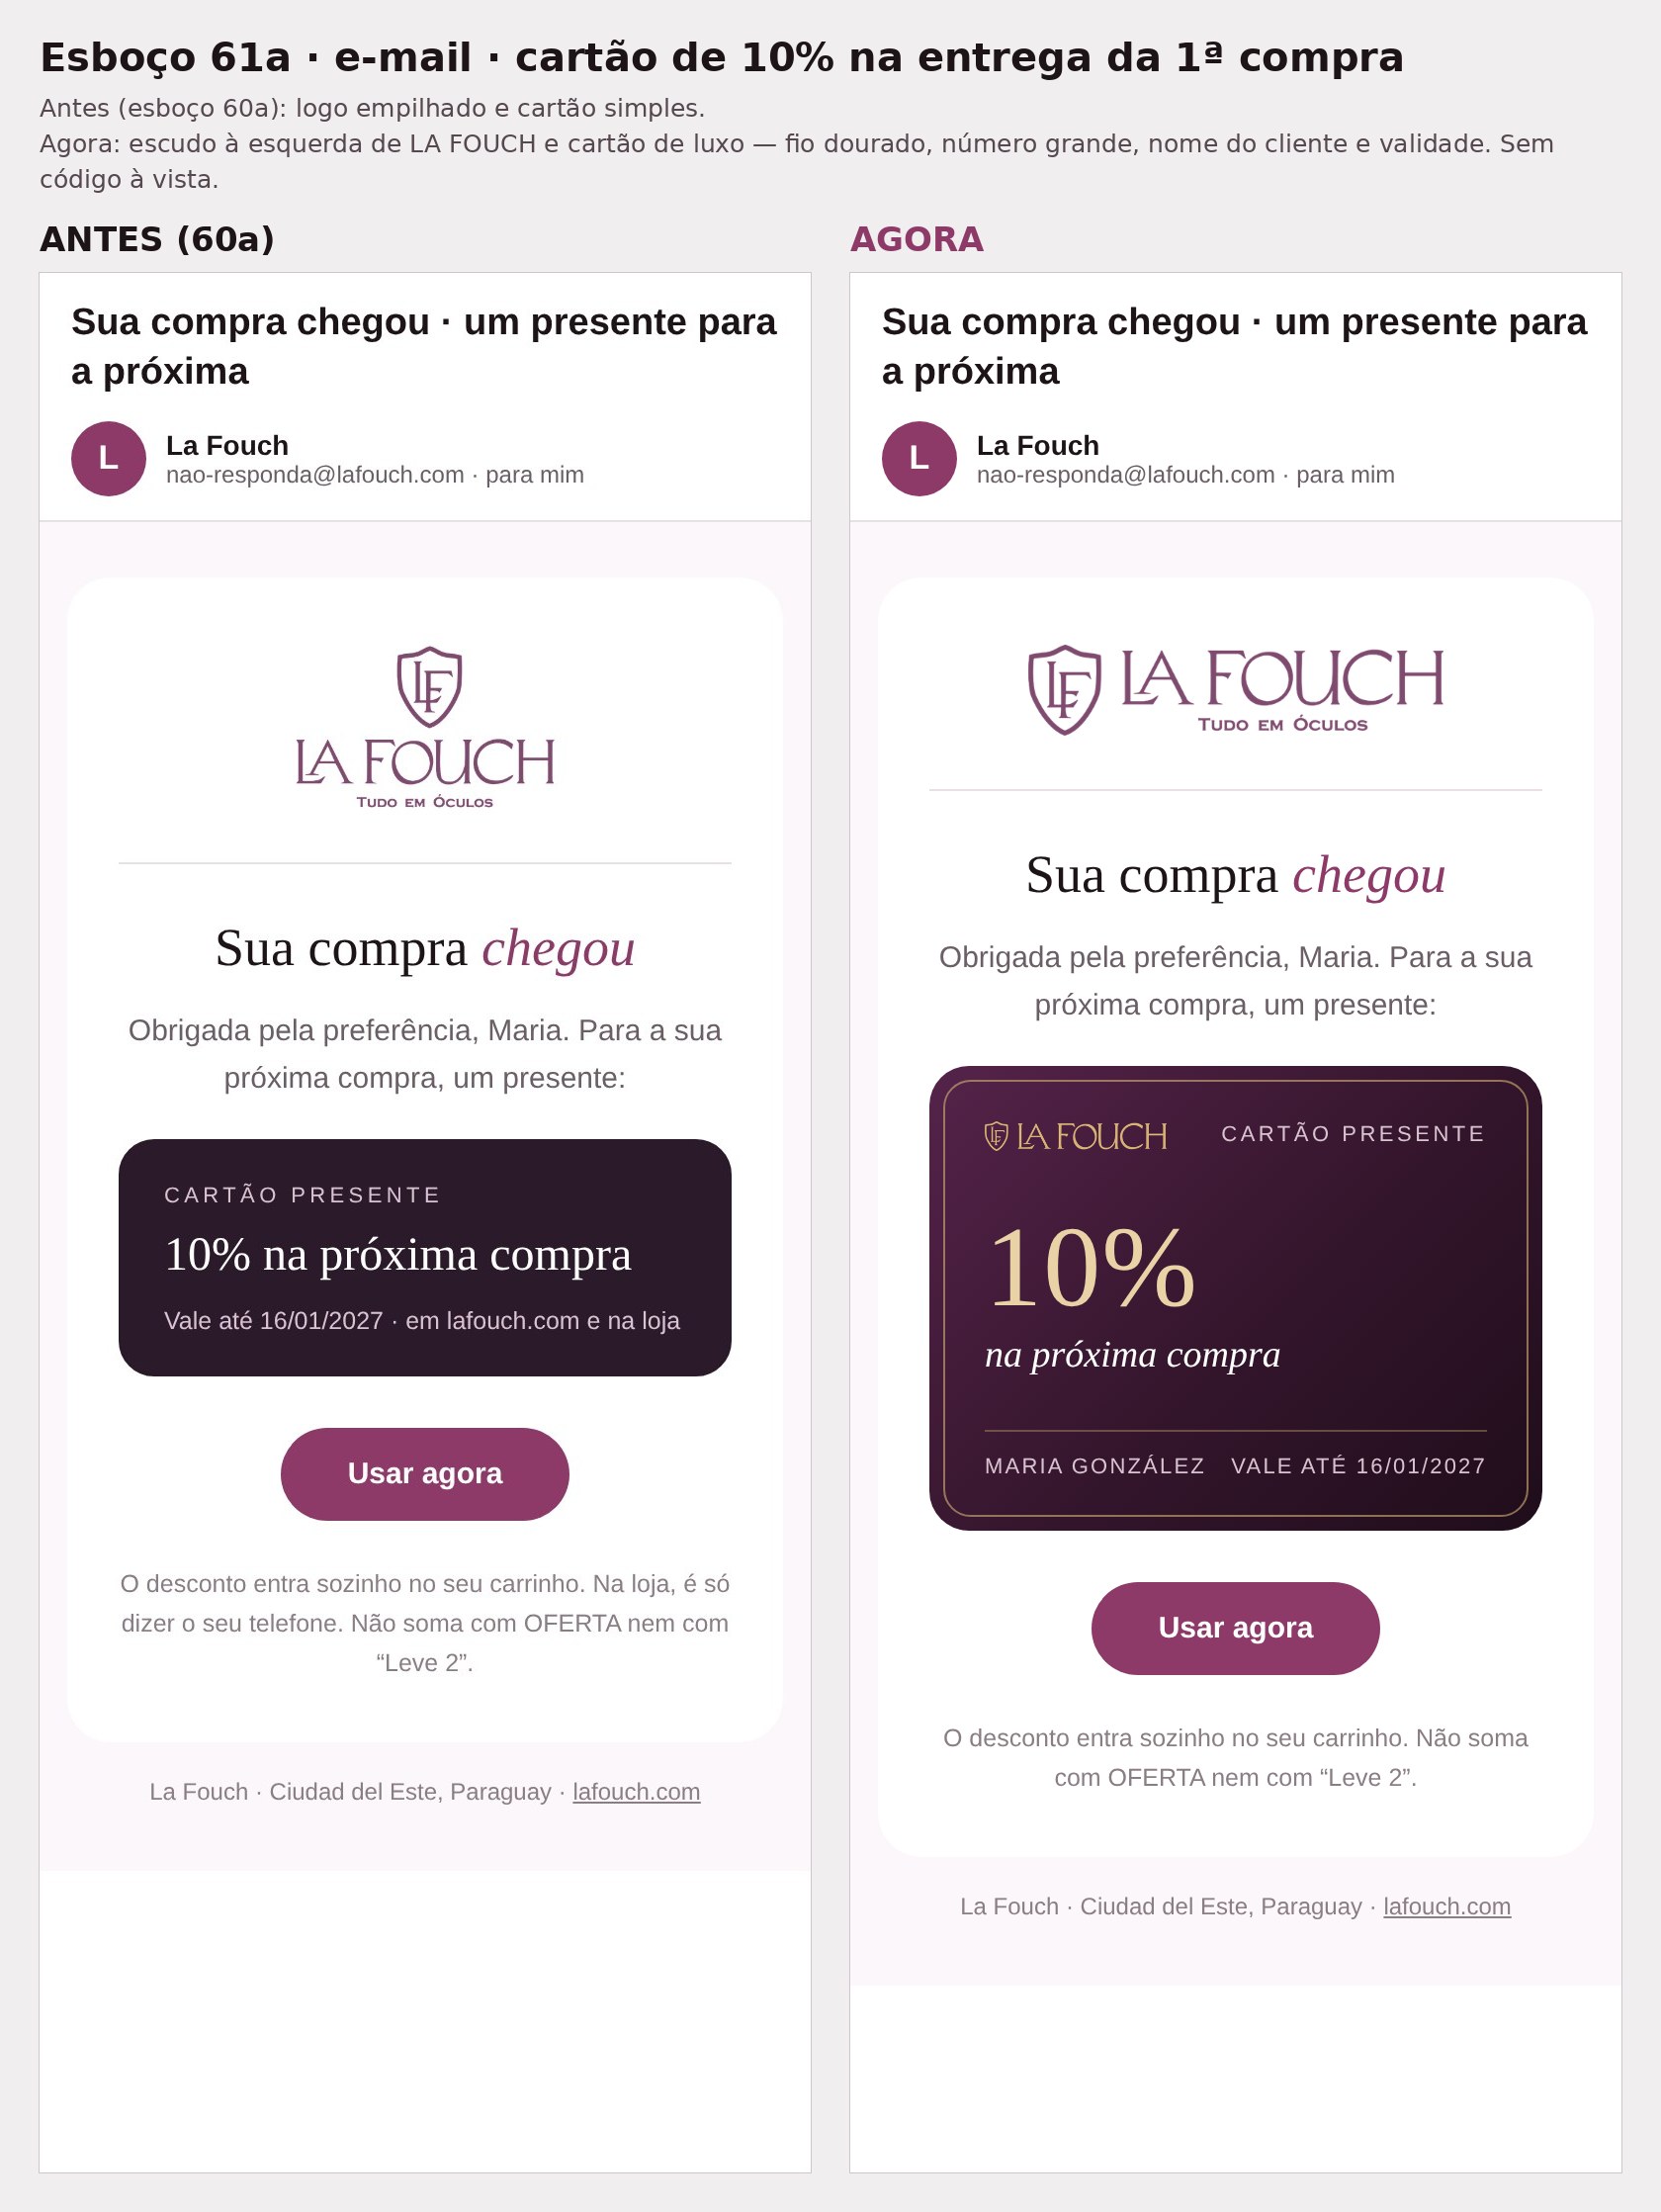 Esboço 61a · e-mail · cartão de 10% na entrega da 1ª compra
Antes (esboço 60a): logo empilhado e cartão simples.
Agora: escudo à esquerda de LA FOUCH e cartão de luxo — fio dourado, número grande, nome do cliente e validade. Sem
código à vista.
ANTES (60a)
Sua compra chegou · um presente para
a próxima
L
La Fouch
nao-responda@lafouch.com · para mim
LF
LA FOUCH
Tudo em Óculos
Sua compra chegou
Obrigada pela preferência, Maria. Para a sua
próxima compra, um presente:
CARTÃO PRESENTE
10% na próxima compra
Vale até 16/01/2027 · em lafouch.com e na loja
Usar agora
O desconto entra sozinho no seu carrinho. Na loja, é só
dizer o seu telefone. Não soma com OFERTA nem com
“Leve 2”.
La Fouch · Ciudad del Este, Paraguay · lafouch.com
AGORA
Sua compra chegou · um presente para
a próxima
L
La Fouch
nao-responda@lafouch.com · para mim
LF LA FOUCH
Tudo em Óculos
Sua compra chegou
Obrigada pela preferência, Maria. Para a sua
próxima compra, um presente:
LF LA FOUCH CARTÃO PRESENTE
10%
na próxima compra
MARIA GONZÁLEZ VALE ATÉ 16/01/2027
Usar agora
O desconto entra sozinho no seu carrinho. Não soma
com OFERTA nem com “Leve 2”.
La Fouch · Ciudad del Este, Paraguay · lafouch.com